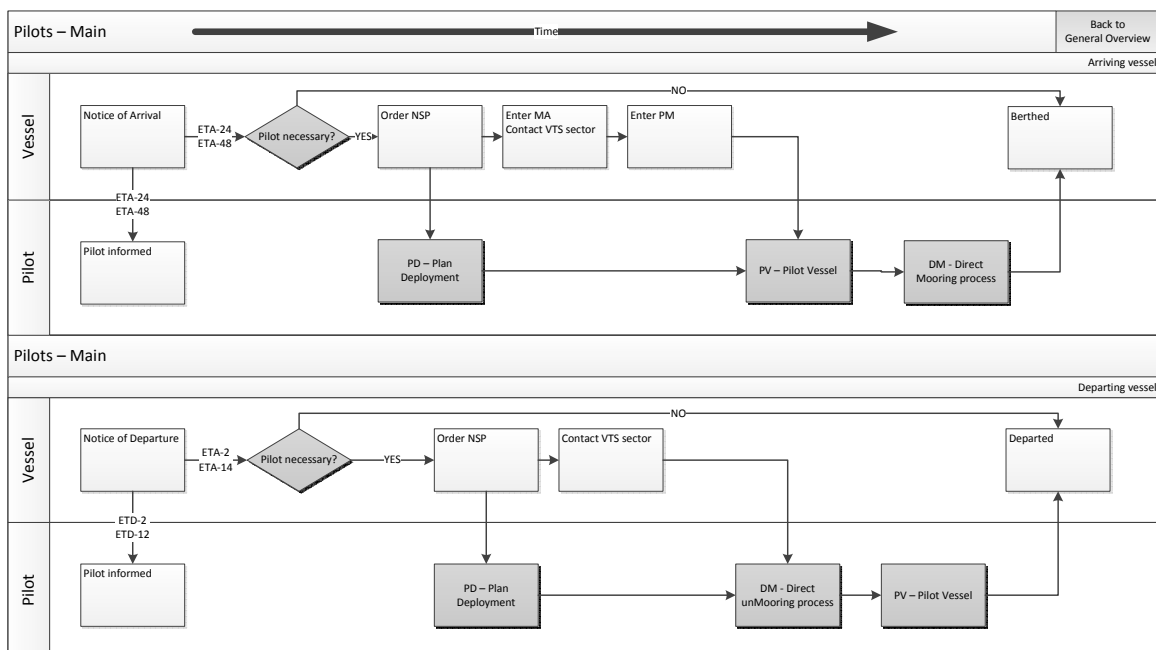 Pilots – Main
Time
Back to
General Overview
Arriving vessel
Vessel
NO
Notice of Arrival
ETA-24
ETA-48
Pilot necessary?
YES
Order NSP
Enter MA
Contact VTS sector
Enter PM
Berthed
ETA-24
ETA-48
Pilot
Pilot informed
PD – Plan
Deployment
PV – Pilot Vessel
DM - Direct
Mooring process
Pilots – Main
Departing vessel
Vessel
NO
Notice of Departure
ETA-2
ETA-14
Pilot necessary?
YES
Order NSP
Contact VTS sector
Departed
ETD-2
ETD-12
Pilot
Pilot informed
PD – Plan
Deployment
DM - Direct
unMooring process
PV – Pilot Vessel